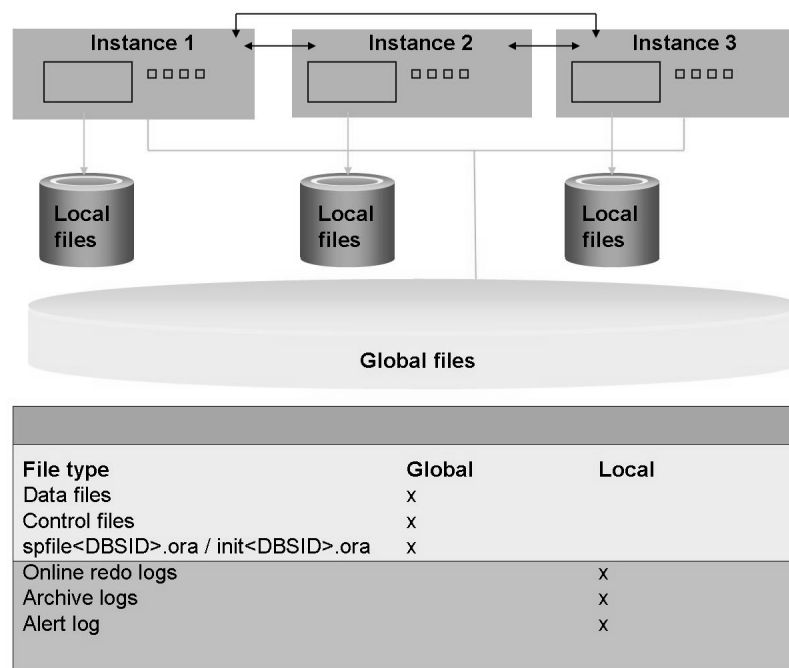 Instance 1
Instance 2
Instance 3
Local
files
Local
files
Local
files
Global files
File type Global Local
Data files x
Control files x
spfile<DBSID>.ora / init<DBSID>.ora x
Online redo logs x
Archive logs x
Alert log x